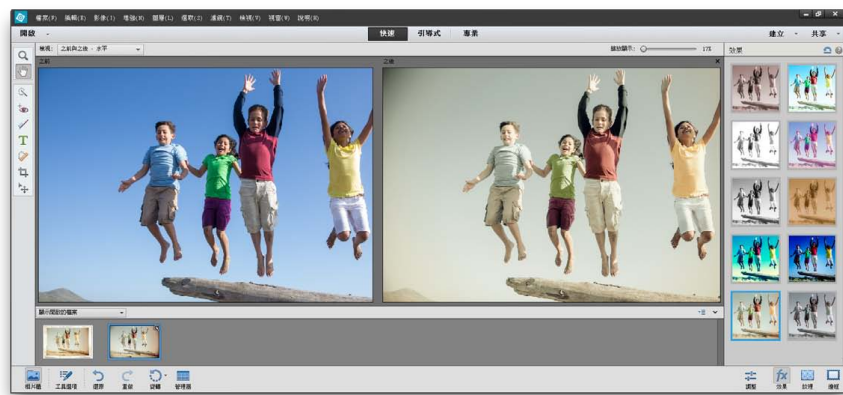 檔案(F) 編輯(E) 影像(I) 增強(N) 圖層(L) 選取(S) 濾鏡(T) 檢視(V) 視窗(W) 說明(H)
開啟 快速 引導式 專業 建立 共享
檢視: 之前與之後 - 水平 縮放顯示: 17% 效果
之前 之後
顯示開啟的檔案
相片匣 工具選項 還原 重做 旋轉 管理器 調整 效果 紋理 邊框